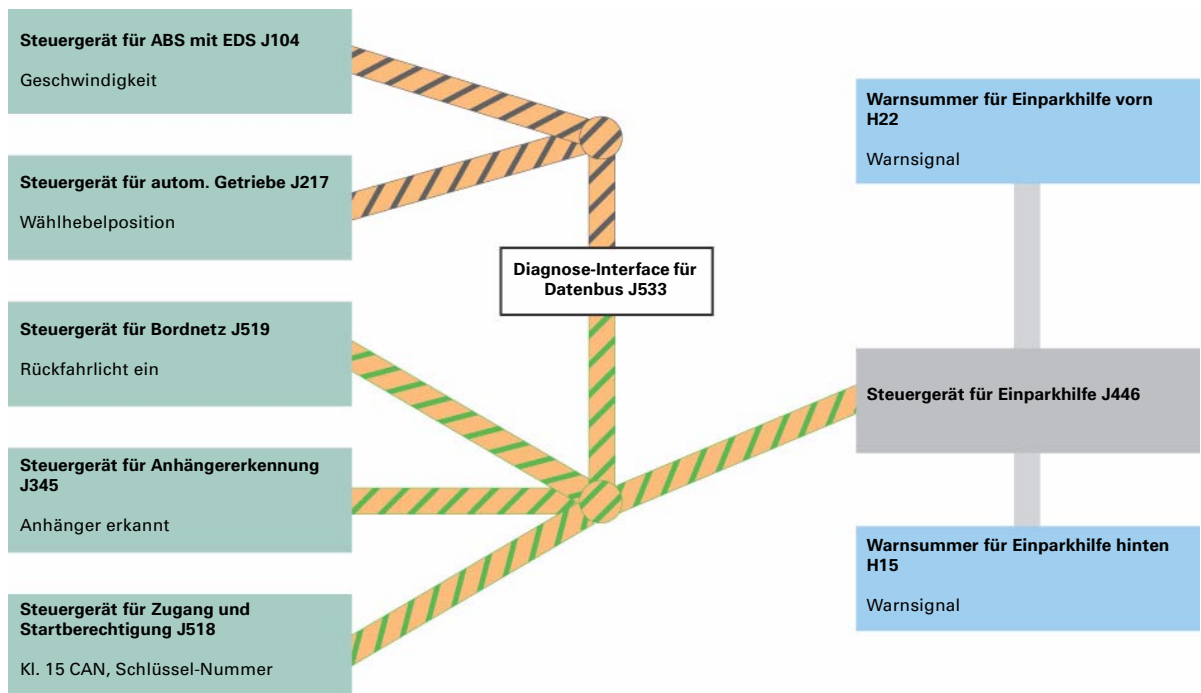 Steuergerät für ABS mit EDS J104
Geschwindigkeit
Steuergerät für autom. Getriebe J217
Wählhebelposition
Steuergerät für Bordnetz J519
Rückfahrlicht ein
Steuergerät für Anhängererkennung
J345
Anhänger erkannt
Steuergerät für Zugang und
Startberechtigung J518
Kl. 15 CAN, Schlüssel-Nummer
Diagnose-Interface für
Datenbus J533
Warnsummer für Einparkhilfe vorn
H22
Warnsignal
Steuergerät für Einparkhilfe J446
Warnsummer für Einparkhilfe hinten
H15
Warnsignal